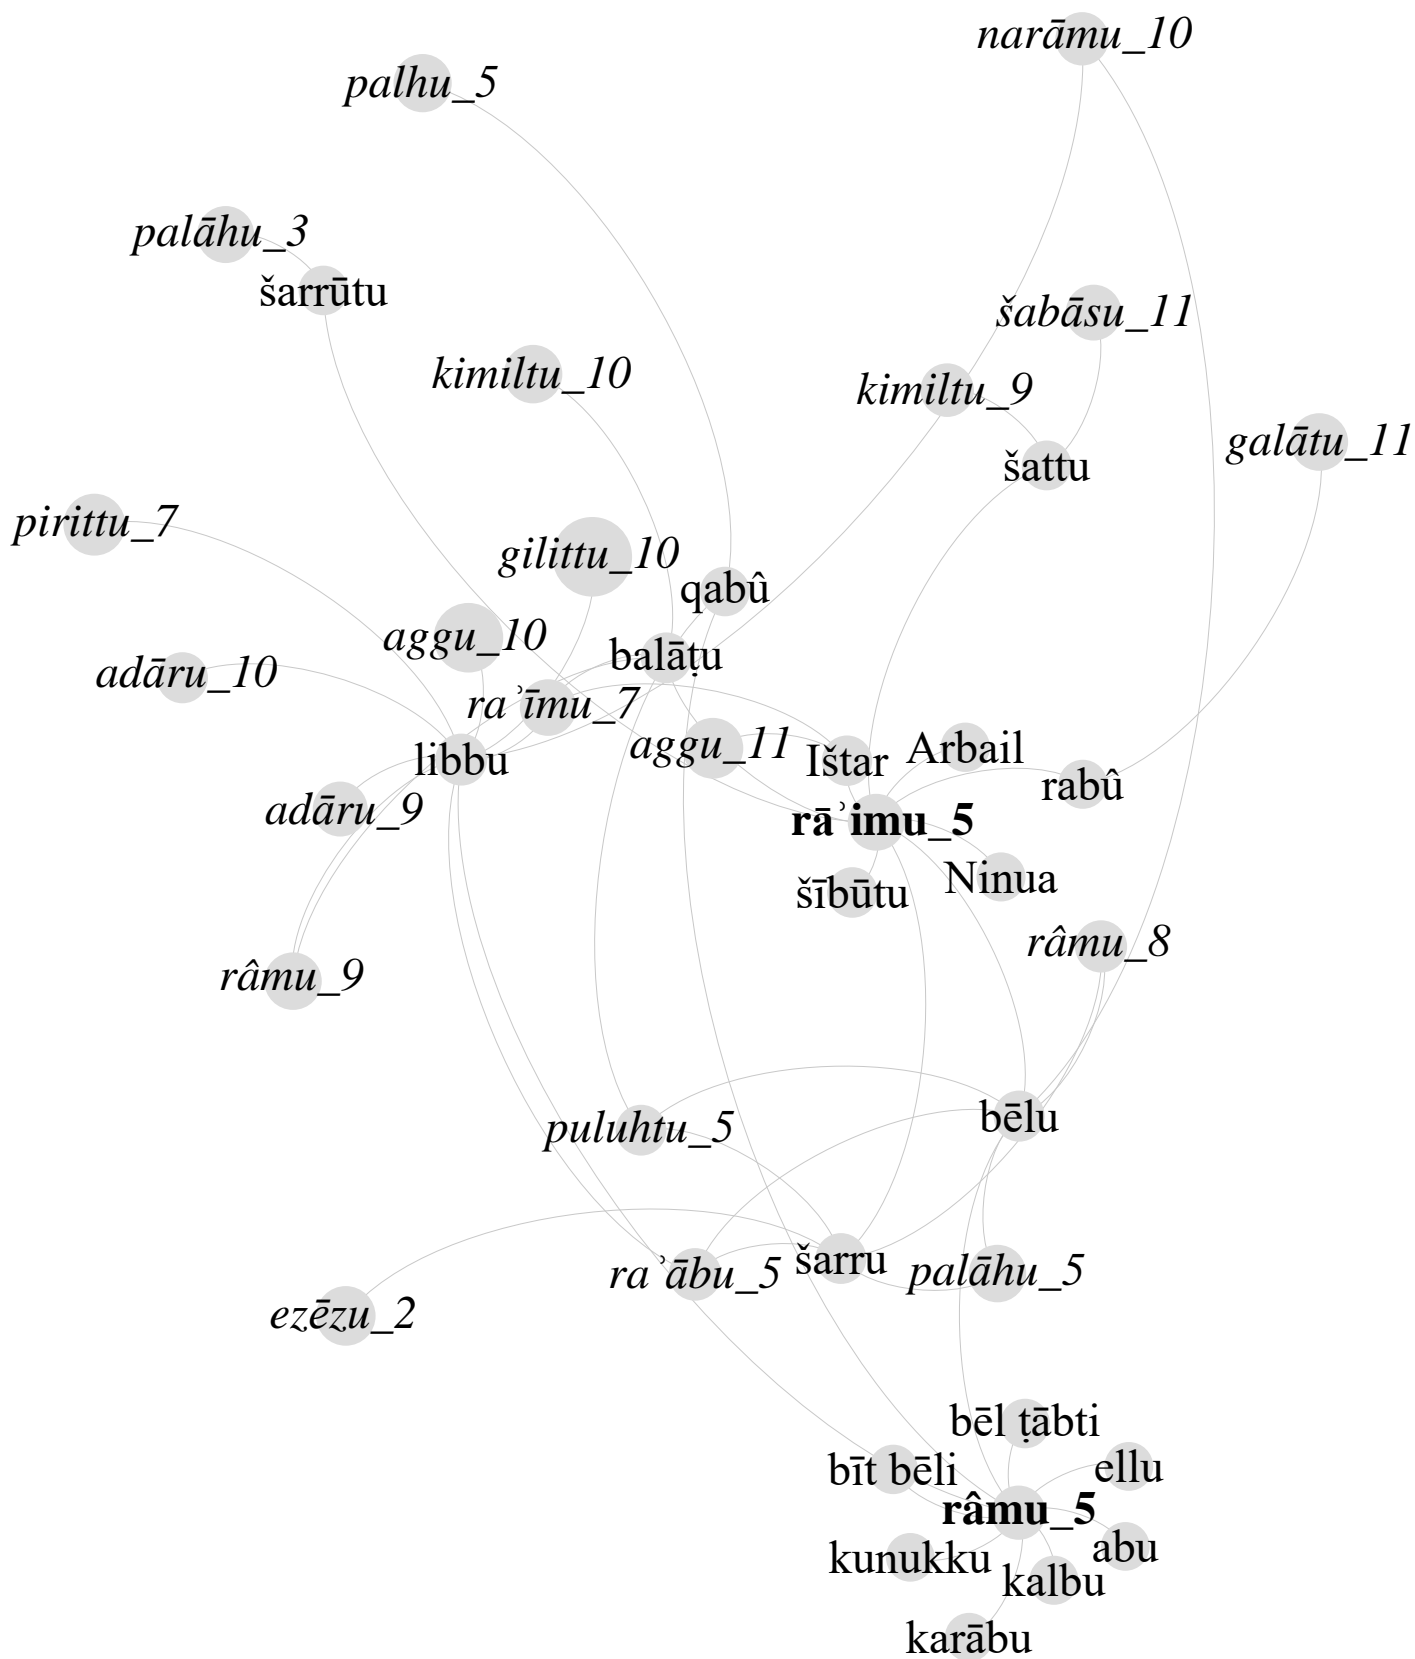 narāmu_10
palhu_5
palāhu_3
šarrūtu
šabāsu_11
kimiltu_10
kimiltu_9
galātu_11
šattu
pirittu_7
gilittu_10
qabû
aggu_10
balāṭu
adāru_10
raʾīmu_7
aggu_11
Arbail
libbu
Ištar
rabû
adāru_9
rāʾimu_5
Ninua
šībūtu
râmu_8
râmu_9
bēlu
puluhtu_5
šarru
raʾābu_5
palāhu_5
ezēzu_2
bēl ṭābti
bīt bēli
ellu
râmu_5
abu
kunukku
kalbu
karābu